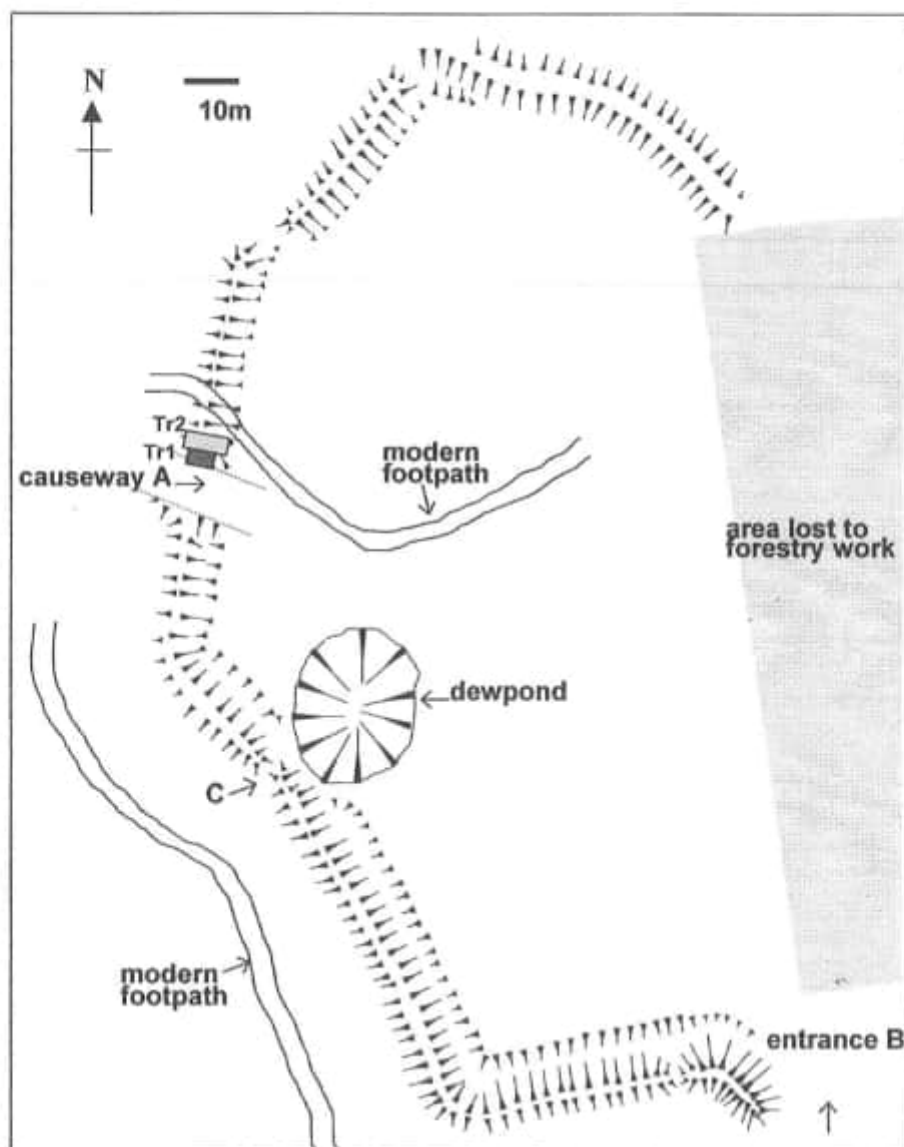 N
10m
Tr2
Tr1
causeway A
modern
footpath
area lost to
forestry work
dewpond
C
modern
footpath
entrance B